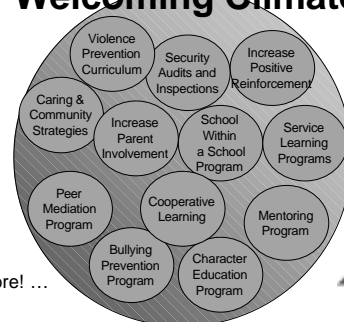 Welcoming Climate
Violence
Prevention
Curriculum
Security
Audits and
Inspections
Increase
Positive
Reinforcement
Caring &
Community
Strategies
Increase
Parent
Involvement
School
Within
a School
Program
Service
Learning
Programs
Peer
Mediation
Program
Cooperative
Learning
Mentoring
Program
Bullying
Prevention
Program
Character
Education
Program
ore! ...